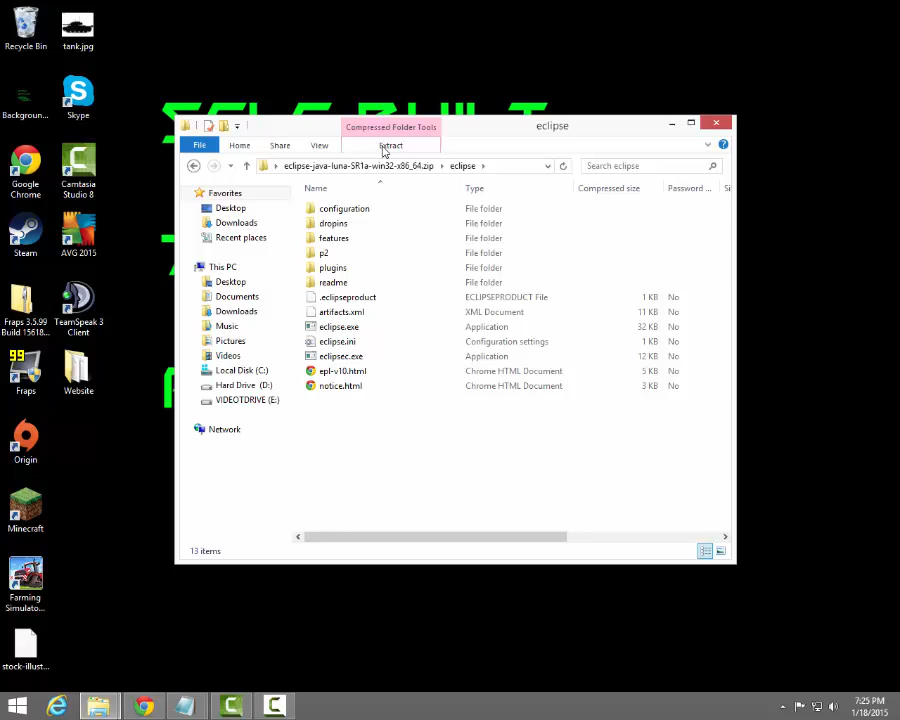 Recycle Bin
tank.jpg
Backgroun...
Skype
Google
Chrome
Camtasia
Studio 8
Steam
AVG 2015
Fraps 3.5.99
Build 15618...
TeamSpeak 3
Client
Fraps
99
Website
Origin
Minecraft
Farming
Simulato...
stock-illust...
Compressed Folder Tools
eclipse
File
Home
Share
View
Extract
eclipse-java-luna-SR1a-win32-x86_64.zip
eclipse
Search eclipse
Name
Type
Compressed size
Password ...
Si
Favorites
Desktop
Downloads
Recent places
This PC
Desktop
Documents
Downloads
Music
Pictures
Videos
Local Disk (C:)
Hard Drive (D:)
VIDEOTDRIVE (E:)
Network
configuration File folder
dropins File folder
features File folder
p2 File folder
plugins File folder
readme File folder
.eclipseproduct ECLIPSEPRODUCT File 1 KB No
artifacts.xml XML Document 11 KB No
eclipse.exe Application 32 KB No
eclipse.ini Configuration settings 1 KB No
eclipsec.exe Application 12 KB No
epl-v10.html Chrome HTML Document 5 KB No
notice.html Chrome HTML Document 3 KB No
13 items
7:25 PM
1/18/2015